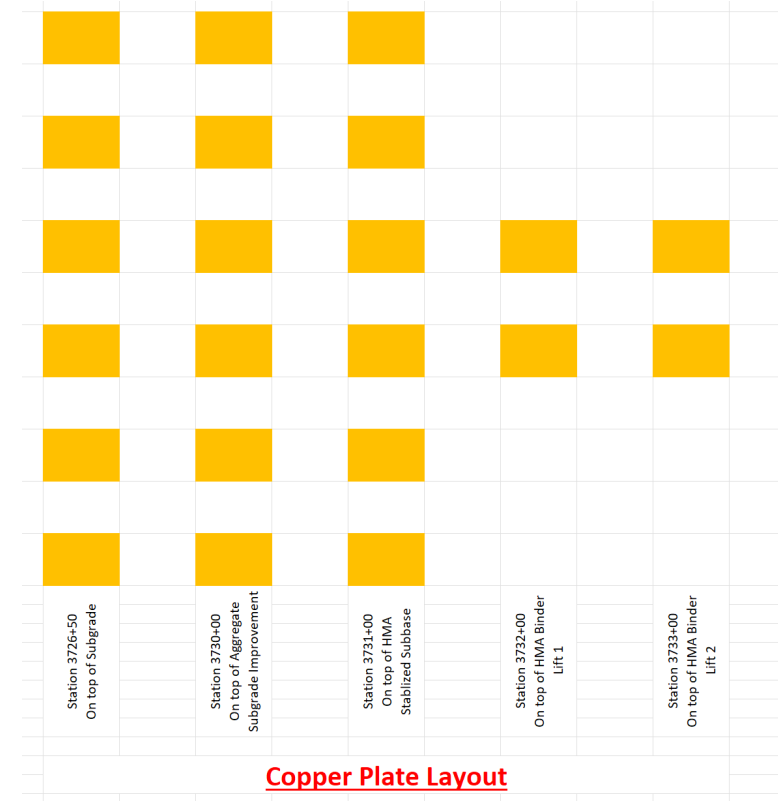 Station 3726+50
On top of Subgrade
Station 3730+00
On top of Aggregate
Subgrade Improvement
Station 3731+00
On top of HMA
Stablized Subbase
Station 3732+00
On top of HMA Binder
Lift 1
Station 3733+00
On top of HMA Binder
Lift 2
Copper Plate Layout